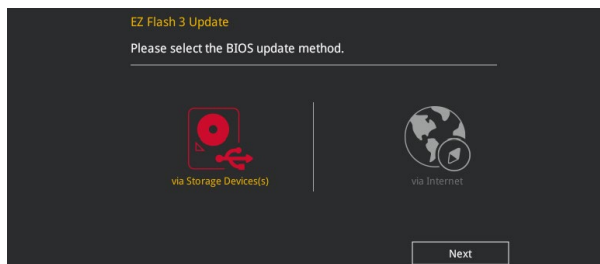 EZ Flash 3 Update
Please select the BIOS update method.
via Storage Devices(s)
via Internet
Next